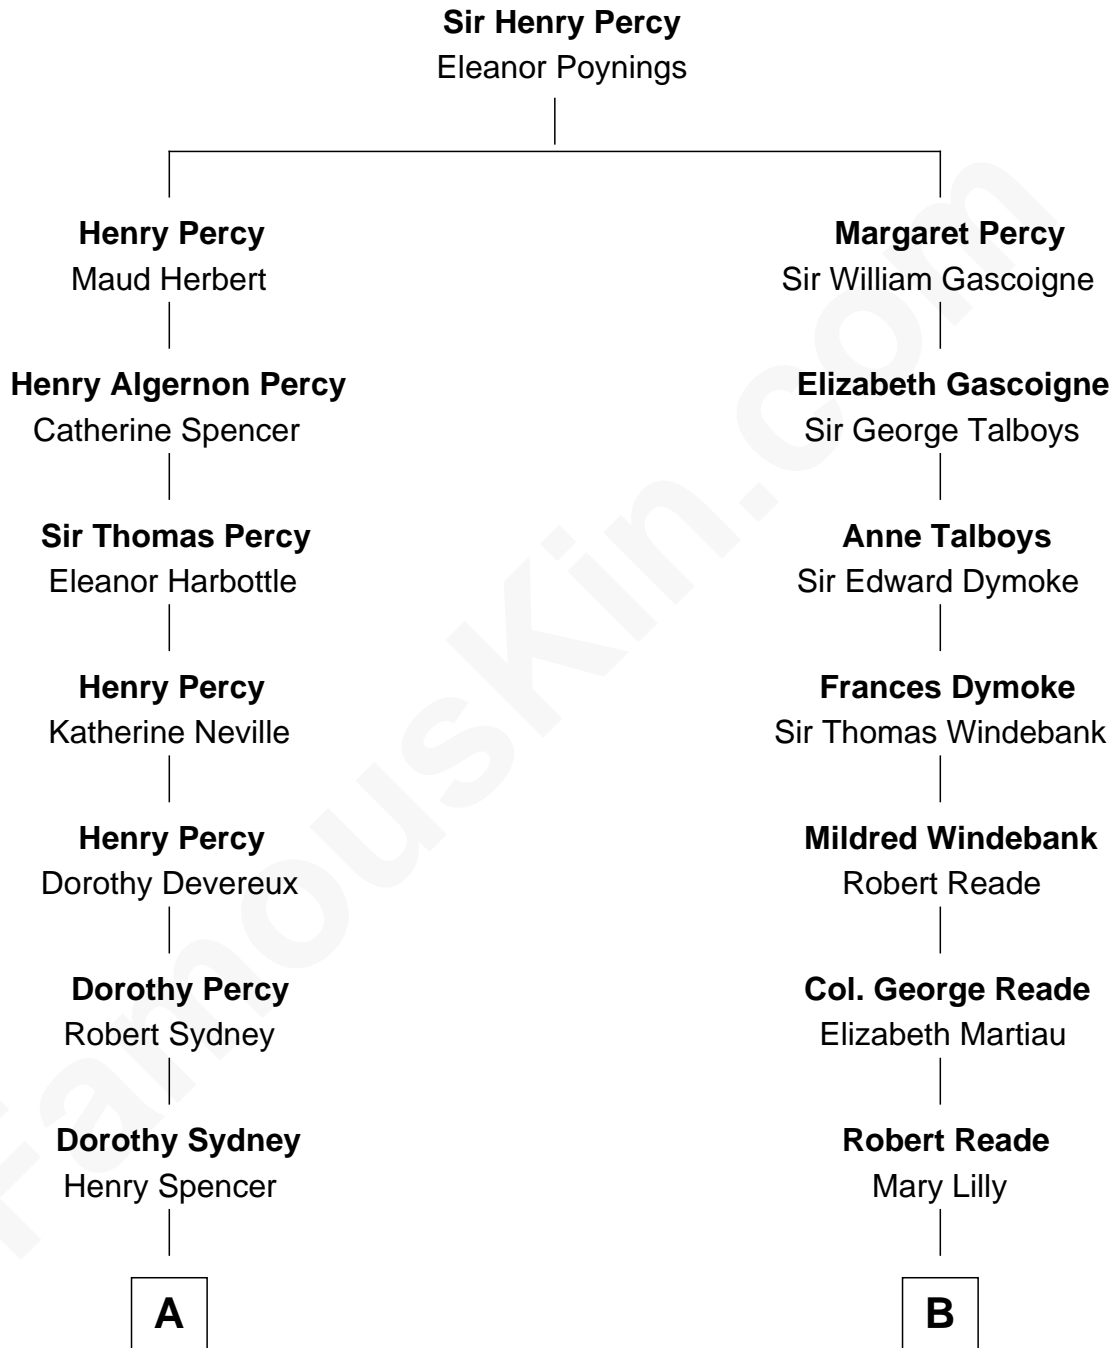 Sir Henry Percy
Eleanor Poynings
Henry Percy
Maud Herbert
Margaret Percy
Sir William Gascoigne
Henry Algernon Percy
Catherine Spencer
Elizabeth Gascoigne
Sir George Talboys
Sir Thomas Percy
Eleanor Harbottle
Anne Talboys
Sir Edward Dymoke
Henry Percy
Katherine Neville
Frances Dymoke
Sir Thomas Windebank
Henry Percy
Dorothy Devereux
Mildred Windebank
Robert Reade
Dorothy Percy
Robert Sydney
Col. George Reade
Elizabeth Martiau
Dorothy Sydney
Henry Spencer
Robert Reade
Mary Lilly
A
B
FamousKin.com